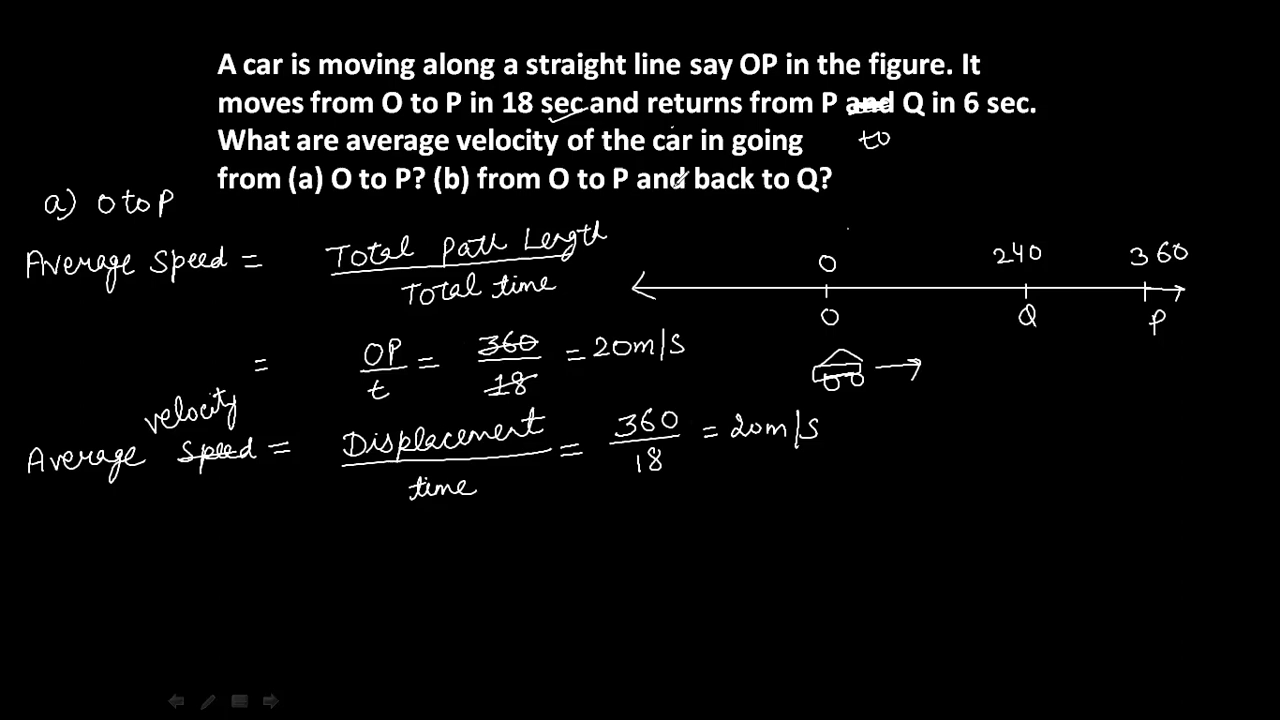 A car is moving along a straight line say OP in the figure. It
moves from O to P in 18 sec and returns from P and Q in 6 sec.
to
What are average velocity of the car in going
from (a) O to P? (b) from O to P and back to Q?
a) O to P
Average Speed = Total Path Length / Total time
0 240 360
O Q P
= OP / t = 360 / 18 = 20m/s
velocity
Average Speed = Displacement / time = 360 / 18 = 20m/s